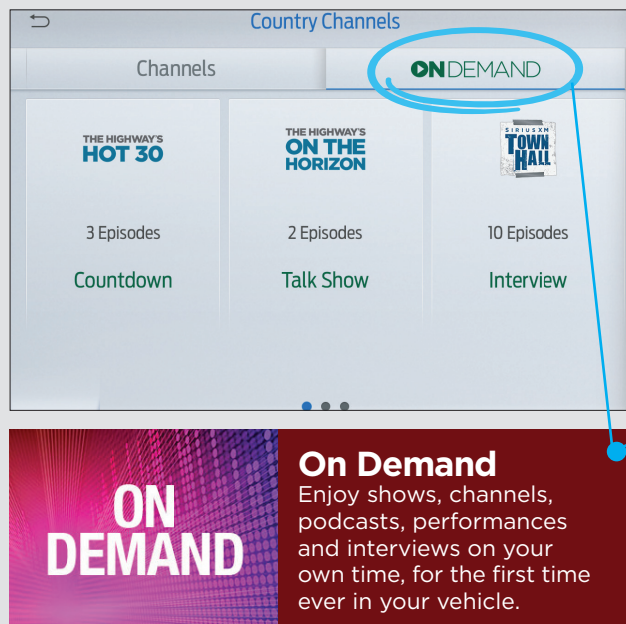 Country Channels
Channels
ONDEMAND
THE HIGHWAY'S
HOT 30
3 Episodes
Countdown
THE HIGHWAY'S
ON THE
HORIZON
2 Episodes
Talk Show
SIRIUSXM
TOWN
HALL
10 Episodes
Interview
ON
DEMAND
On Demand
Enjoy shows, channels,
podcasts, performances
and interviews on your
own time, for the first time
ever in your vehicle.